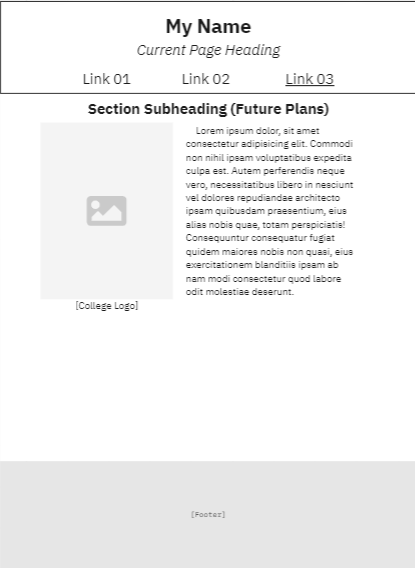 My Name
Current Page Heading
Link 01 Link 02 Link 03
Section Subheading (Future Plans)
Lorem ipsum dolor, sit amet
consectetur adipisicing elit. Commodi
non nihil ipsam voluptatibus expedita
culpa est. Autem perferendis neque
vero, necessitatibus libero in nesciunt
vel dolores repudiandae architecto
ipsam quibusdam praesentium, eius
alias nobis quae, totam perspiciatis!
Consequuntur consequatur fugiat
quidem maiores nobis non quasi, eius
exercitationem blanditiis ipsam ab
nam modi consectetur quod labore
odit molestiae deserunt.
[College Logo]
[Footer]